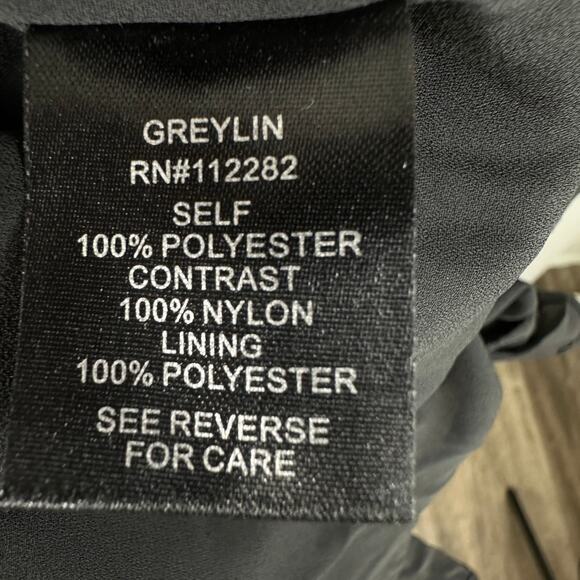 GREYLIN
RN#112282
SELF
100% POLYESTER
CONTRAST
100% NYLON
LINING
100% POLYESTER
SEE REVERSE
FOR CARE